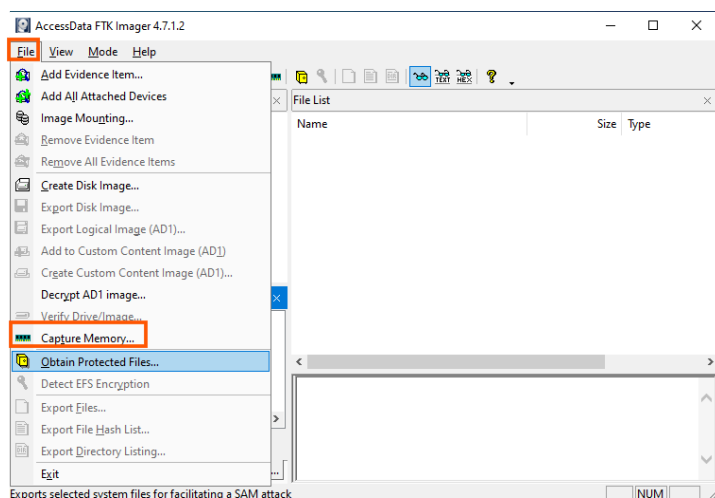 AccessData FTK Imager 4.7.1.2
File View Mode Help
Add Evidence Item...
Add All Attached Devices
Image Mounting...
Remove Evidence Item
Remove All Evidence Items
Create Disk Image...
Export Disk Image...
Export Logical Image (AD1)...
Add to Custom Content Image (AD1)
Create Custom Content Image (AD1)...
Decrypt AD1 image...
Verify Drive/Image...
Capture Memory...
Obtain Protected Files...
Detect EFS Encryption
Export Files...
Export File Hash List...
Export Directory Listing...
Exit
TEXT HEX
File List
Name Size Type
...
Exports selected system files for facilitating a SAM attack
NUM